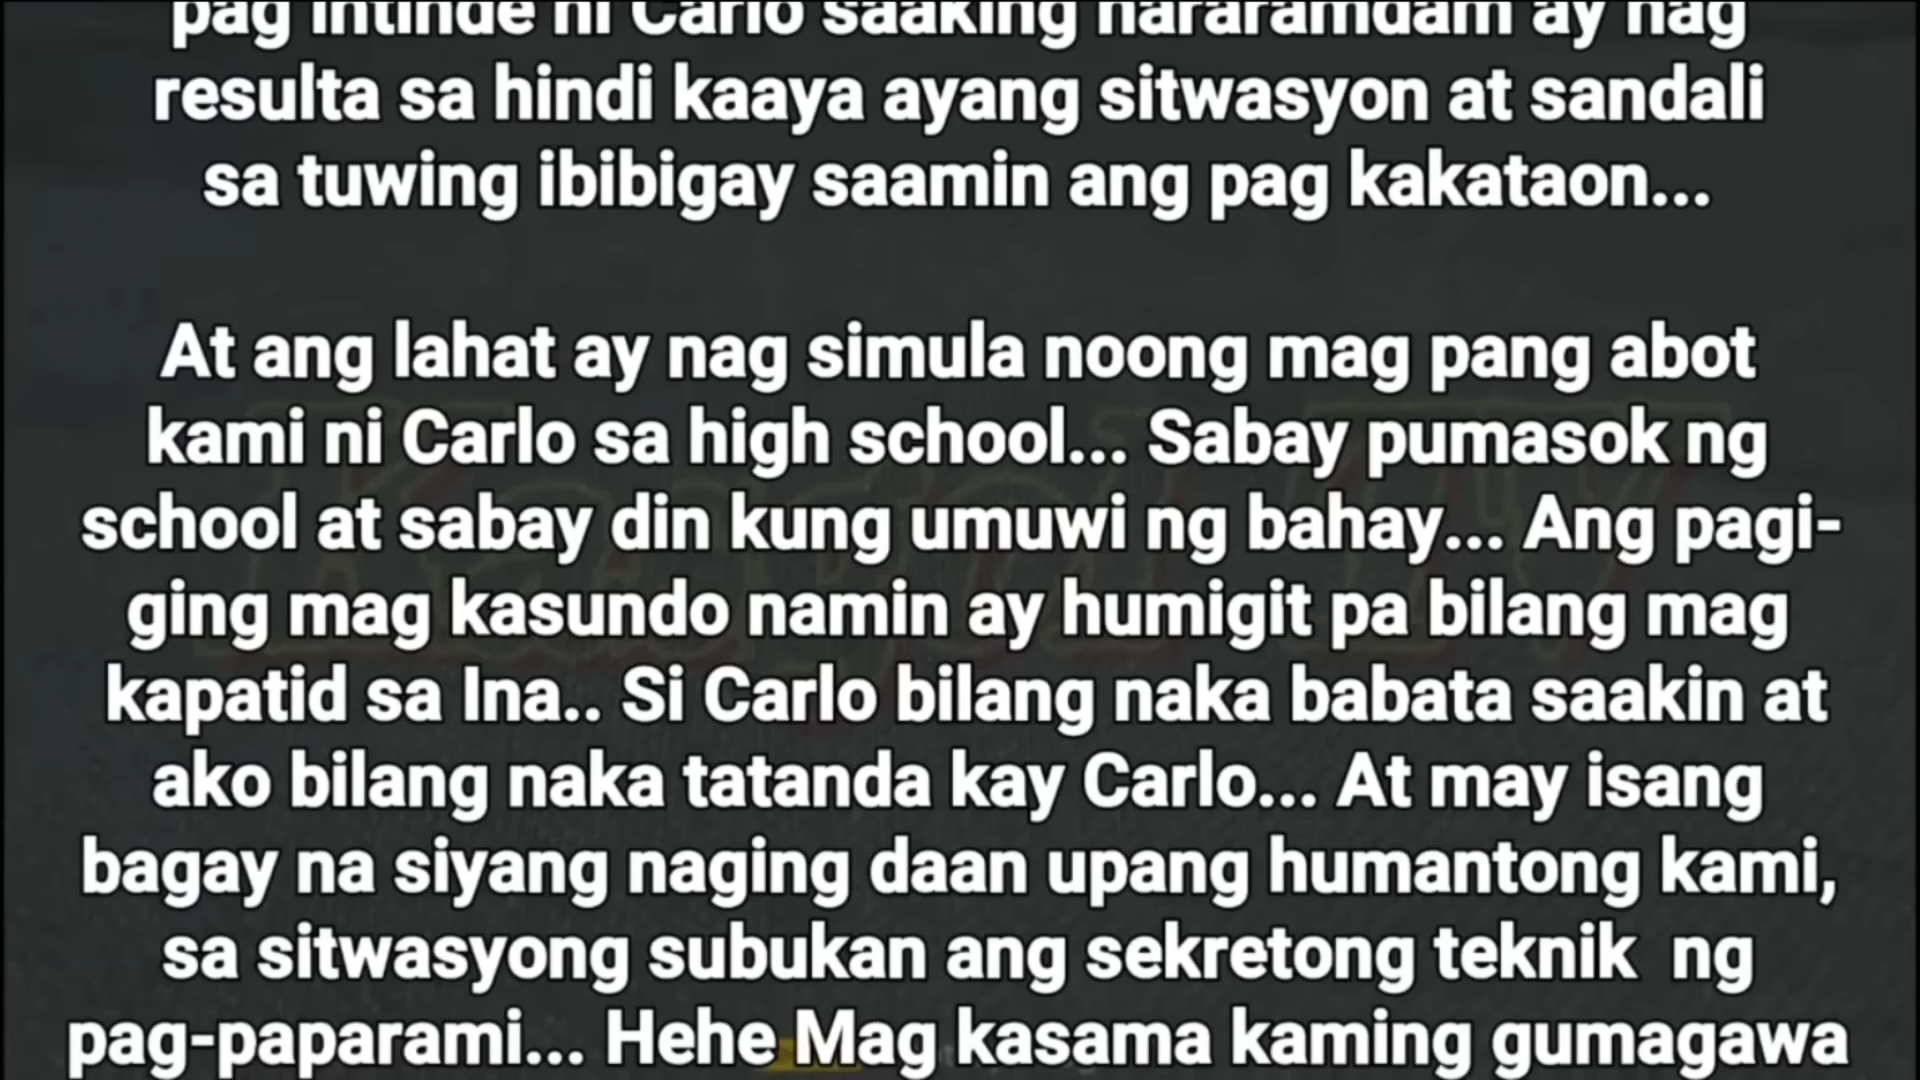 pag intinde ni Carlo saaking nararamdam ay nag
resulta sa hindi kaaya ayang sitwasyon at sandali
sa tuwing ibibigay saamin ang pag kakataon...
At ang lahat ay nag simula noong mag pang abot
kami ni Carlo sa high school... Sabay pumasok ng
school at sabay din kung umuwi ng bahay... Ang pagi-
ging mag kasundo namin ay humigit pa bilang mag
kapatid sa Ina.. Si Carlo bilang naka babata saakin at
ako bilang naka tatanda kay Carlo... At may isang
bagay na siyang naging daan upang humantong kami,
sa sitwasyong subukan ang sekretong teknik ng
pag-paparami... Hehe Mag kasama kaming gumagawa